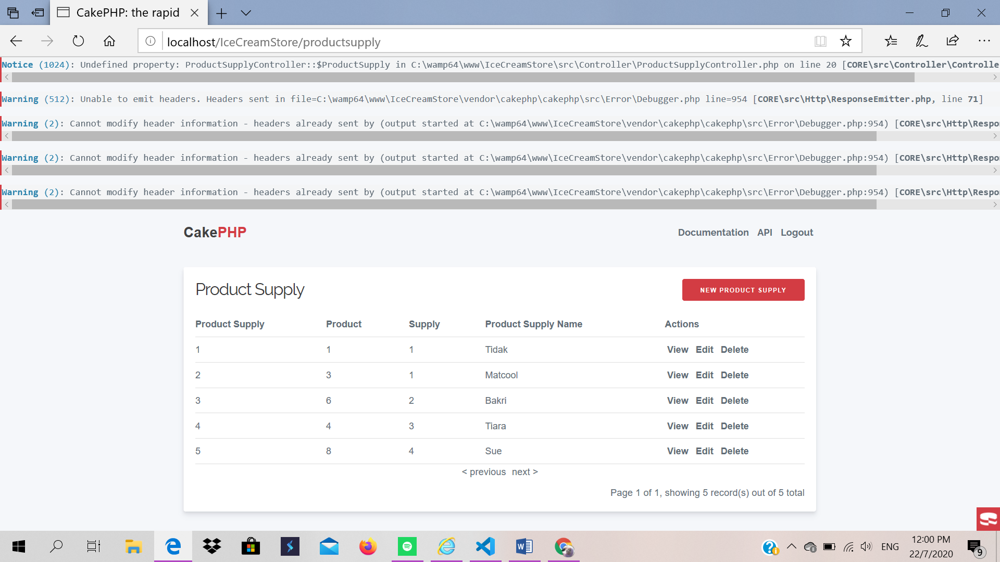 CakePHP: the rapid
localhost/IceCreamStore/productsupply
Notice (1024): Undefined property: ProductSupplyController::$ProductSupply in C:\wamp64\www\IceCreamStore\src\Controller\ProductSupplyController.php on line 20 [CORE\src\Controller\Controlle
Warning (512): Unable to emit headers. Headers sent in file=C:\wamp64\www\IceCreamStore\vendor\cakephp\cakephp\src\Error\Debugger.php line=954 [CORE\src\Http\ResponseEmitter.php, line 71]
Warning (2): Cannot modify header information - headers already sent by (output started at C:\wamp64\www\IceCreamStore\vendor\cakephp\cakephp\src\Error\Debugger.php:954) [CORE\src\Http\Respo
Warning (2): Cannot modify header information - headers already sent by (output started at C:\wamp64\www\IceCreamStore\vendor\cakephp\cakephp\src\Error\Debugger.php:954) [CORE\src\Http\Respo
Warning (2): Cannot modify header information - headers already sent by (output started at C:\wamp64\www\IceCreamStore\vendor\cakephp\cakephp\src\Error\Debugger.php:954) [CORE\src\Http\Respo
CakePHP Documentation API Logout
Product Supply NEW PRODUCT SUPPLY
Product Supply Product Supply Product Supply Name Actions
1 1 1 Tidak View Edit Delete
2 3 1 Matcool View Edit Delete
3 6 2 Bakri View Edit Delete
4 4 3 Tiara View Edit Delete
5 8 4 Sue View Edit Delete
< previous next >
Page 1 of 1, showing 5 record(s) out of 5 total
ENG 12:00 PM
22/7/2020 9